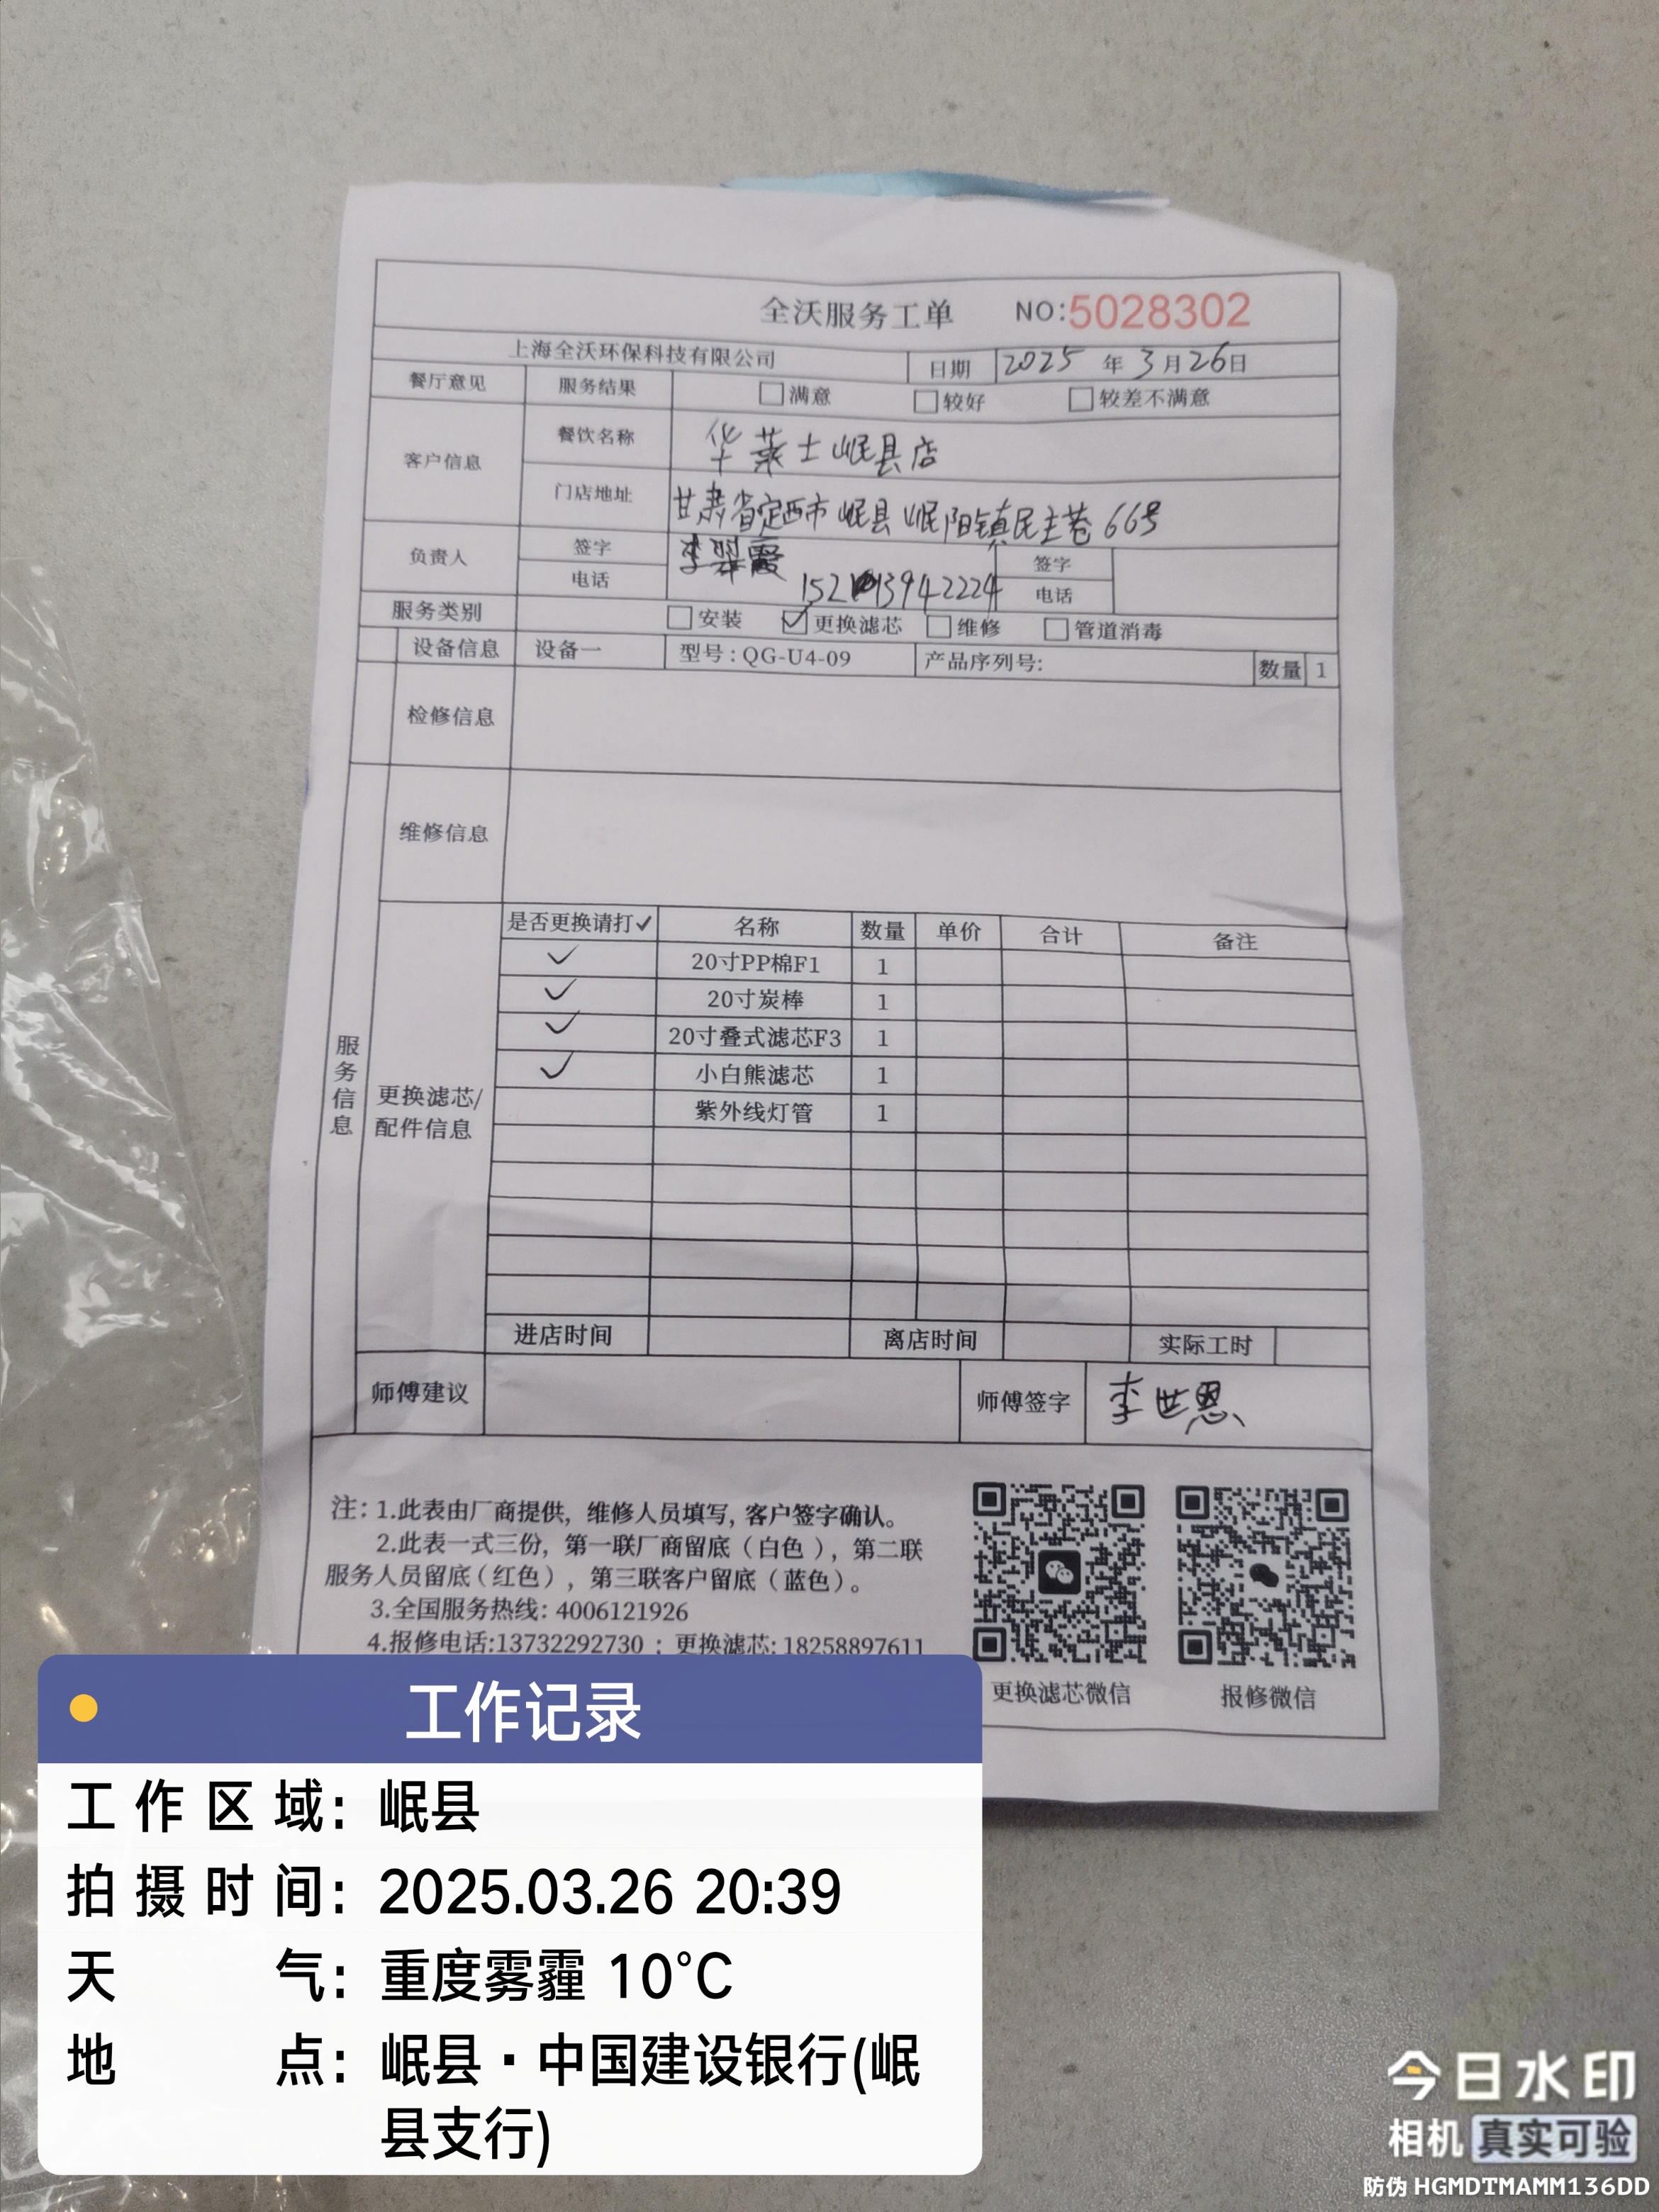 全沃服务工单 NO:5028302
上海全沃环保科技有限公司 日期 2025 年 3 月 26 日
餐厅意见 服务结果 满意 较好 较差不满意
客户信息 餐饮名称 华莱士岷县店
门店地址 甘肃省定西市岷县岷阳镇民主巷66号
负责人 签字 李翠霞 签字
电话 13942224 电话
服务类别 安装 ✓更换滤芯 维修 管道消毒
设备信息 设备一 型号:QG-U4-09 产品序列号: 数量 1
检修信息
维修信息
服务信息
更换滤芯/配件信息
是否更换请打✓ 名称 数量 单价 合计 备注
✓ 20寸PP棉F1 1
✓ 20寸炭棒 1
✓ 20寸叠式滤芯F3 1
✓ 小白熊滤芯 1
紫外线灯管 1
进店时间 离店时间 实际工时
师傅建议 师傅签字 李世恩
注: 1.此表由厂商提供, 维修人员填写, 客户签字确认。
2.此表一式三份, 第一联厂商留底(白色), 第二联
服务人员留底(红色), 第三联客户留底(蓝色)。
3.全国服务热线: 4006121926
4.报修电话:13732292730 ; 更换滤芯: 18258897611
更换滤芯微信 报修微信
工作记录
工作区域: 岷县
拍摄时间: 2025.03.26 20:39
天气: 重度雾霾 10°C
地点: 岷县·中国建设银行(岷
县支行)
今日水印
相机 真实可验
防伪 HGMDTMAMM136DD